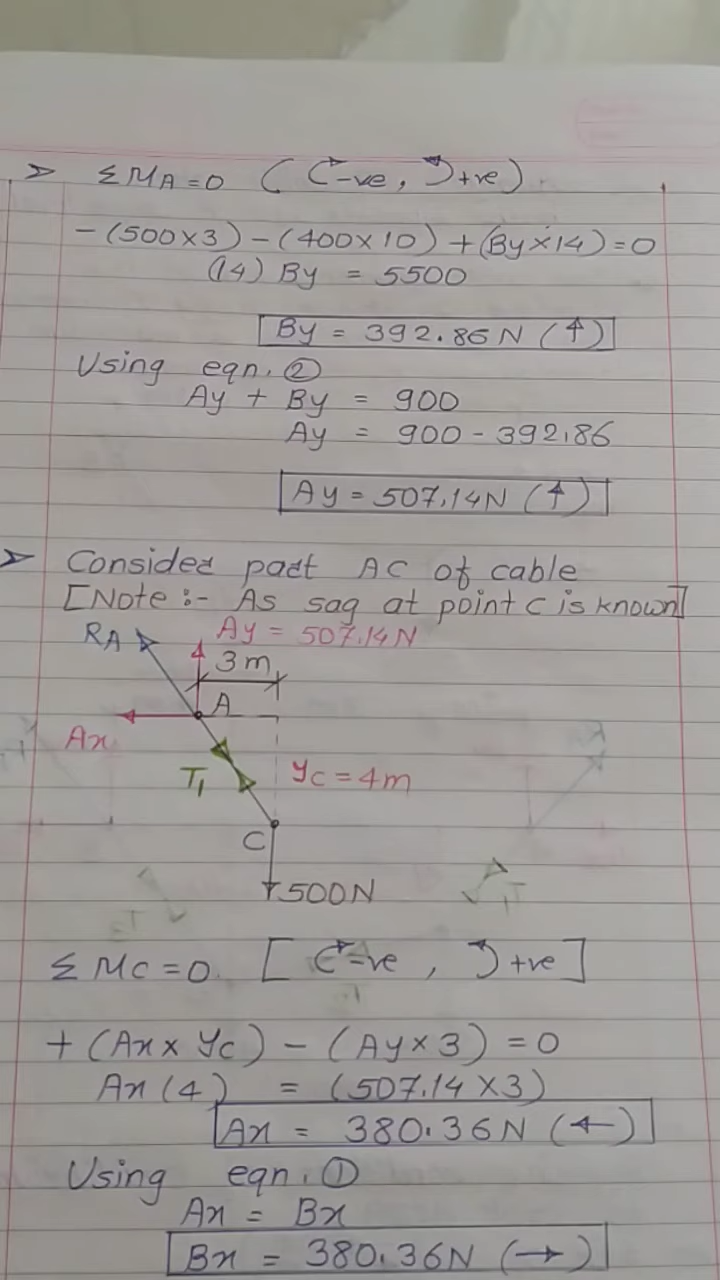 ➢ ΣMA=0 (↻-ve, ↺+ve).
-(500×3)-(400×10)+(By×14)=0
(14) By = 5500
By = 392.86N (↑)
Using eqn. ②
Ay + By = 900
Ay = 900-392.86
Ay = 507.14N (↑)
➢ Consider part AC of cable
[Note :- As sag at point C is known]
RA Ay = 507.14N
3m
A
Ax
T1 yc = 4m
C
500N
ΣMC=0. [↻-ve, ↺+ve]
+(Ax× yc) - (Ay×3) = 0
Ax (4) = (507.14×3)
Ax = 380.36N (←)
Using eqn. ①
Ax = Bx
Bx = 380.36N (→)